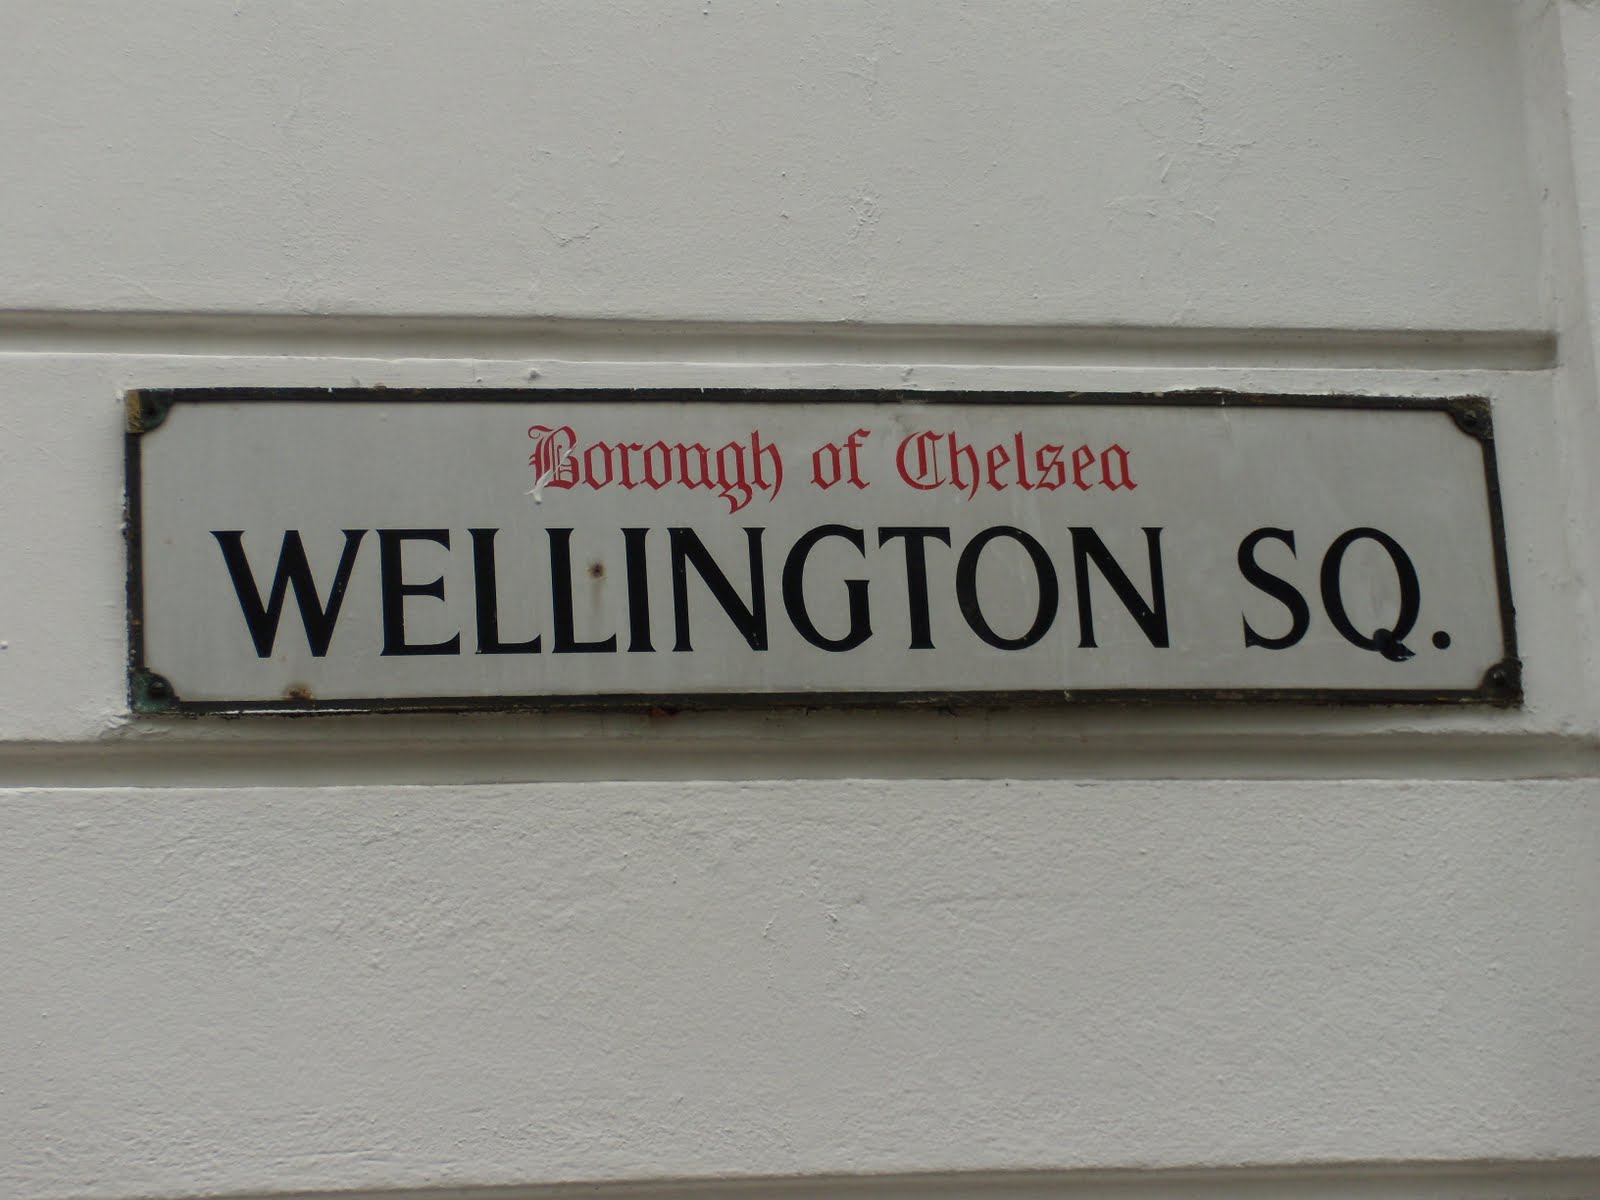 Borough of Chelsea
WELLINGTON SQ.